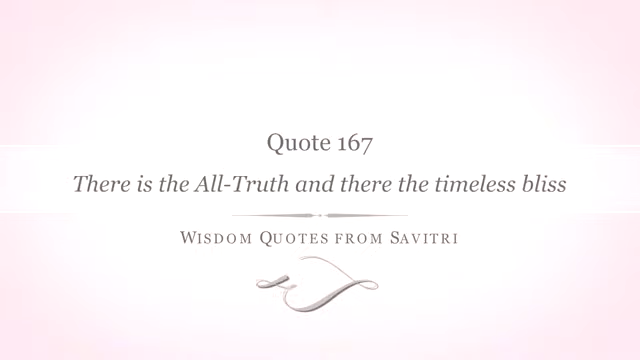 Quote 167
There is the All-Truth and there the timeless bliss
Wisdom Quotes from Savitri